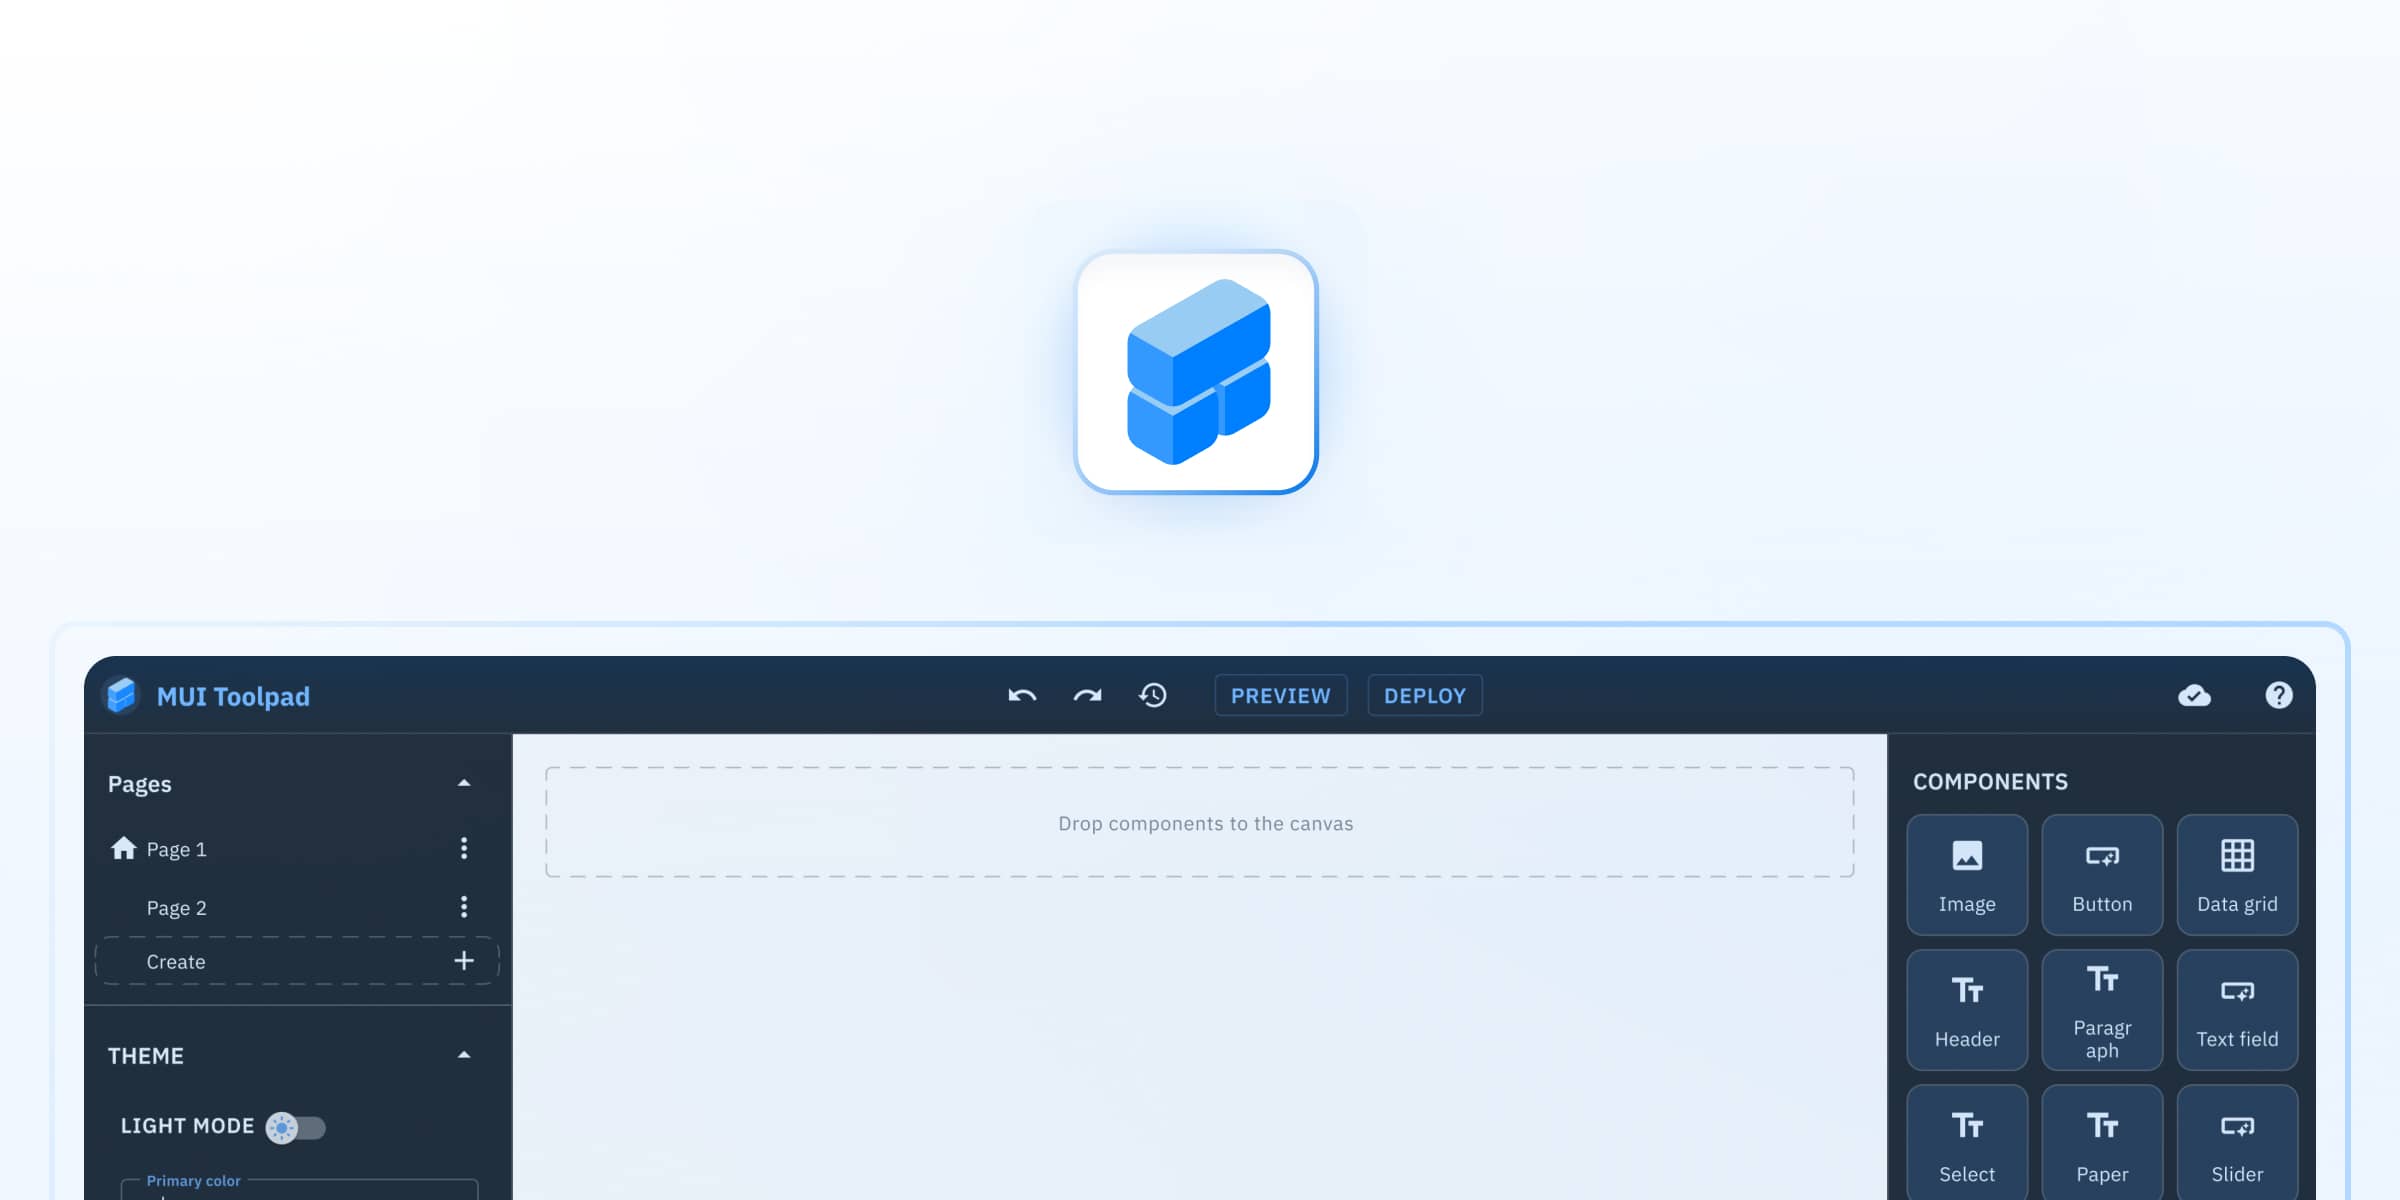 MUI Toolpad
PREVIEW
DEPLOY
Pages
Page 1
Page 2
Create
THEME
LIGHT MODE
Primary color
Drop components to the canvas
COMPONENTS
Image
Button
Data grid
Header
Paragr
aph
Text field
Select
Paper
Slider